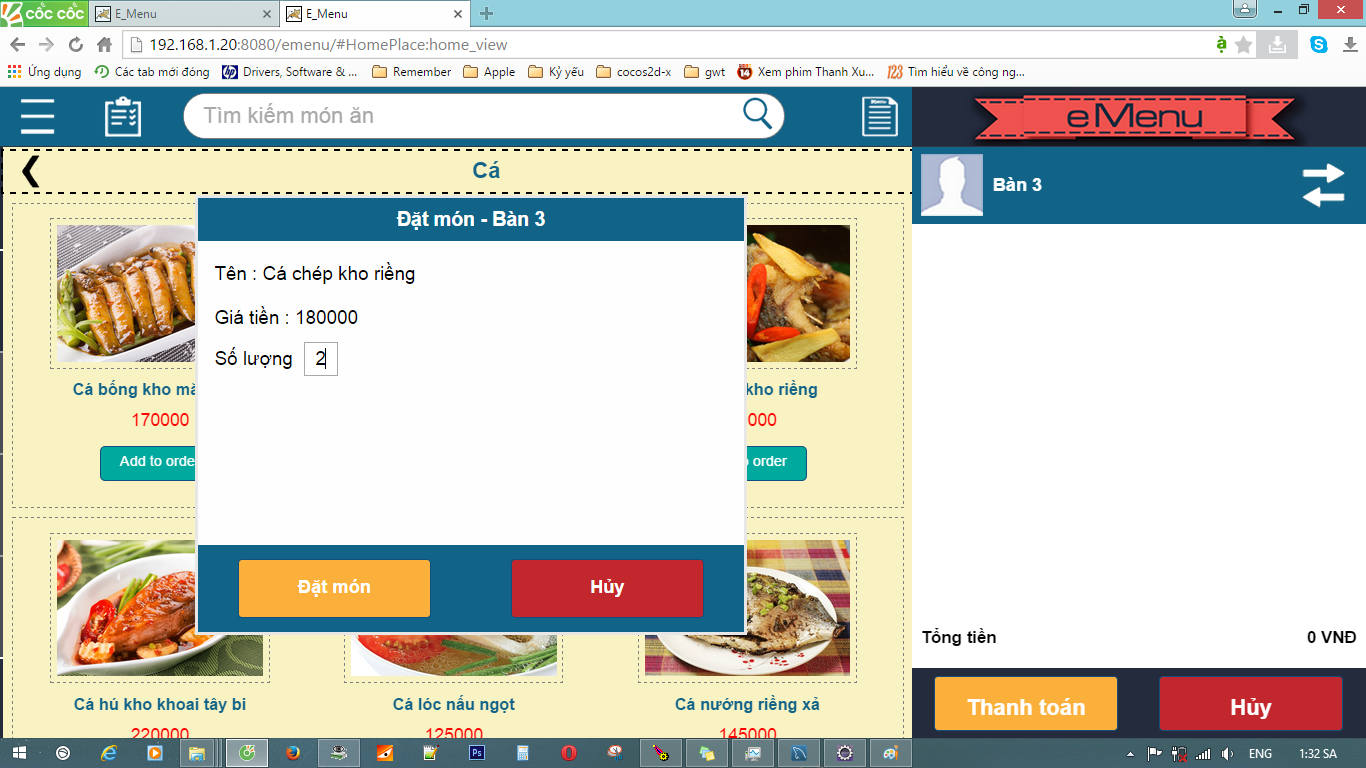 CỐC CỐC
E_Menu
E_Menu
192.168.1.20:8080/emenu/#HomePlace:home_view
Ứng dụng
Các tab mới đóng
Drivers, Software & ...
Remember
Apple
Kỷ yếu
cocos2d-x
gwt
Xem phim Thanh Xu...
123 Tìm hiểu về công ng...
Tìm kiếm món ăn
Menu
eMenu
Cá
Bàn 3
Đặt món - Bàn 3
Tên : Cá chép kho riềng
Giá tiền : 180000
Số lượng 2
Đặt món
Hủy
Cá bống kho m
170000
Add to orde
kho riềng
000
order
Cá hú kho khoai tây bi
220000
Cá lóc nấu ngọt
125000
Cá nướng riềng xả
145000
Tổng tiền
0 VNĐ
Thanh toán
Hủy
ENG
1:32 SA